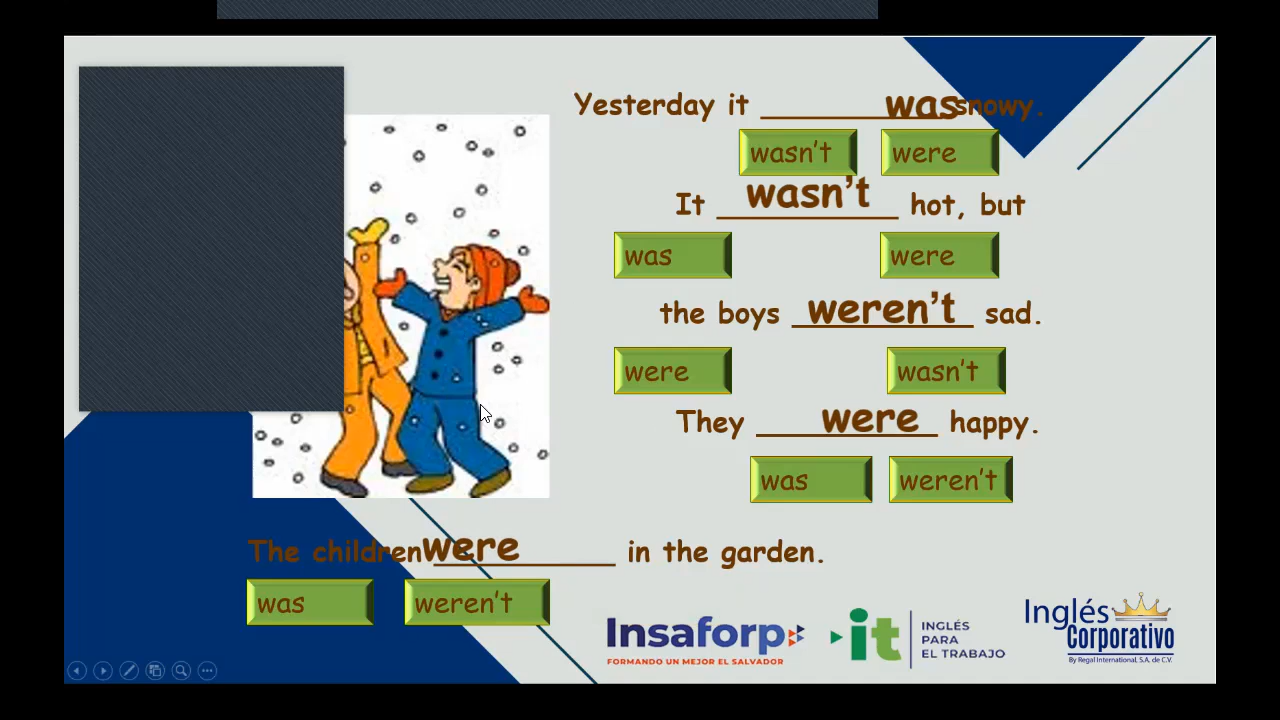 Yesterday it was snowy.
wasn't were
It wasn't hot, but
was were
the boys weren't sad.
were wasn't
They were happy.
was weren't
The children were in the garden.
was weren't
Insaforp
FORMANDO UN MEJOR EL SALVADOR
it
INGLÉS
PARA
EL TRABAJO
Inglés
Corporativo
By Regal International, S.A. de C.V.